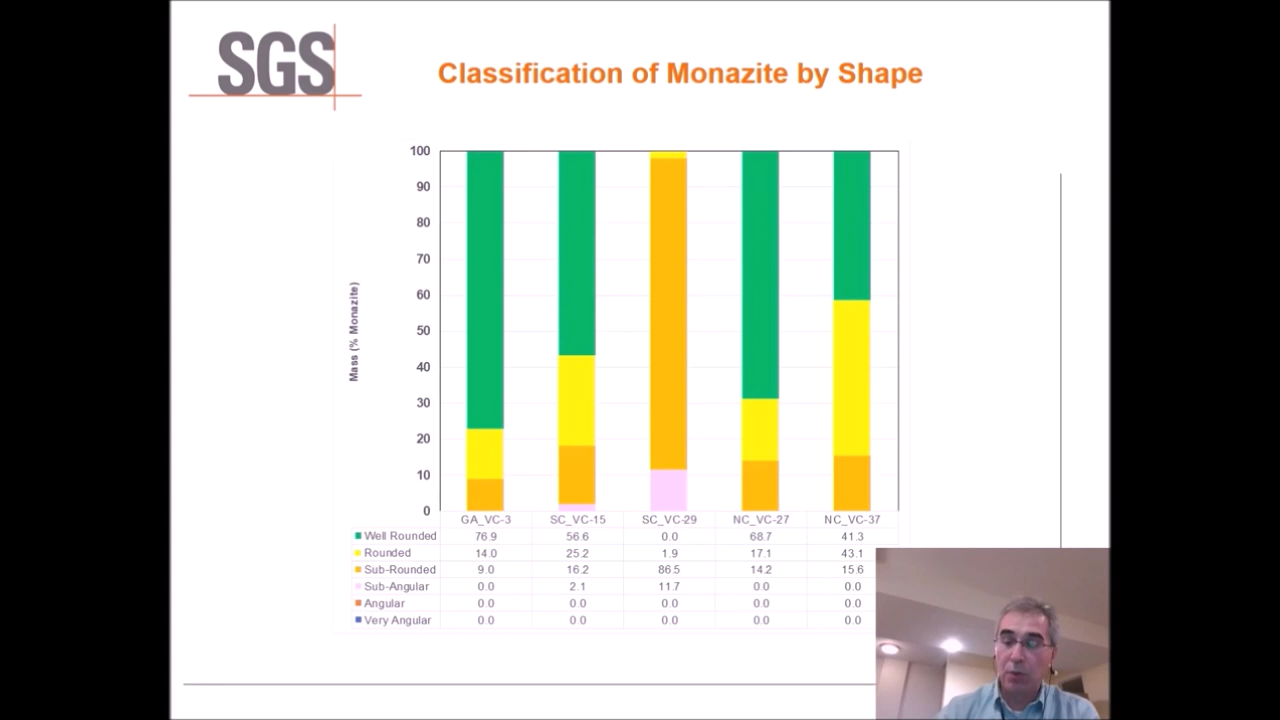 SGS
Classification of Monazite by Shape
100
90
80
70
60
50
40
30
20
10
0
Mass (% Monazite)
GA_VC-3 SC_VC-15 SC_VC-29 NC_VC-27 NC_VC-37
Well Rounded 76.9 56.6 0.0 68.7 41.3
Rounded 14.0 25.2 1.9 17.1 43.1
Sub-Rounded 9.0 16.2 86.5 14.2 15.6
Sub-Angular 0.0 2.1 11.7 0.0 0.0
Angular 0.0 0.0 0.0 0.0 0.0
Very Angular 0.0 0.0 0.0 0.0 0.0